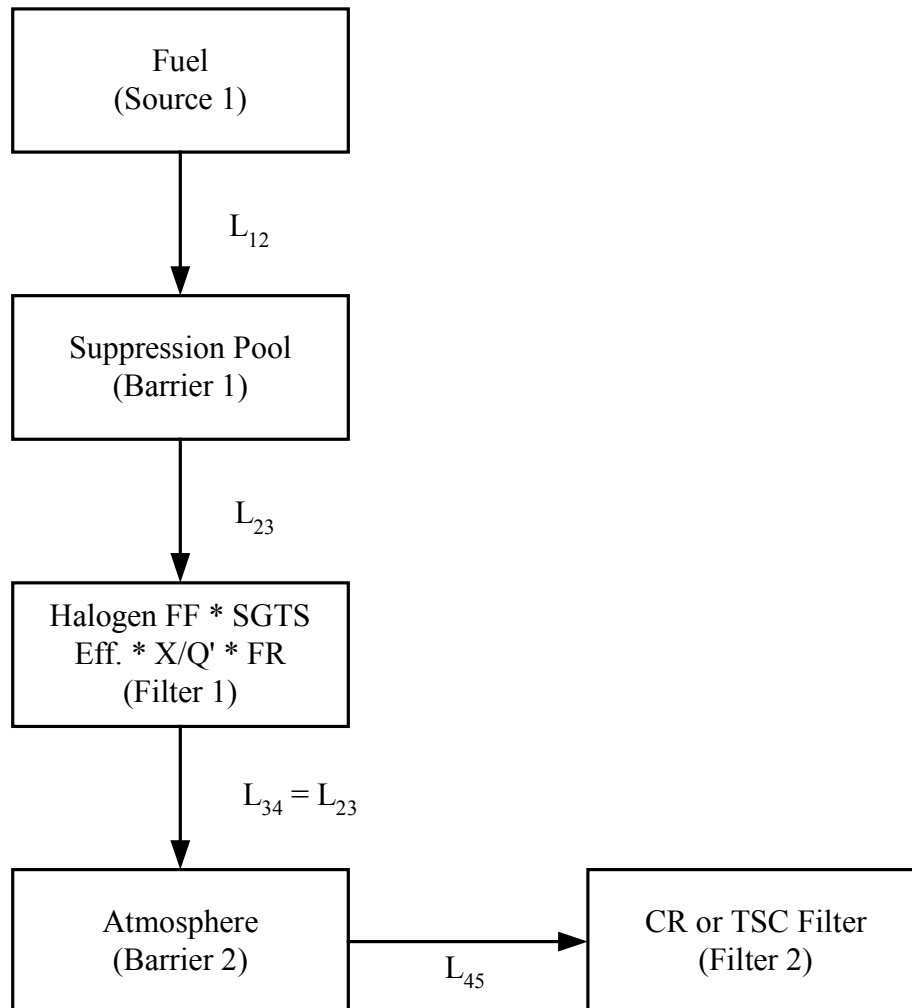 Fuel
(Source 1)
L12
Suppression Pool
(Barrier 1)
L23
Halogen FF * SGTS
Eff. * X/Q' * FR
(Filter 1)
L34 = L23
Atmosphere
(Barrier 2)
L45
CR or TSC Filter
(Filter 2)